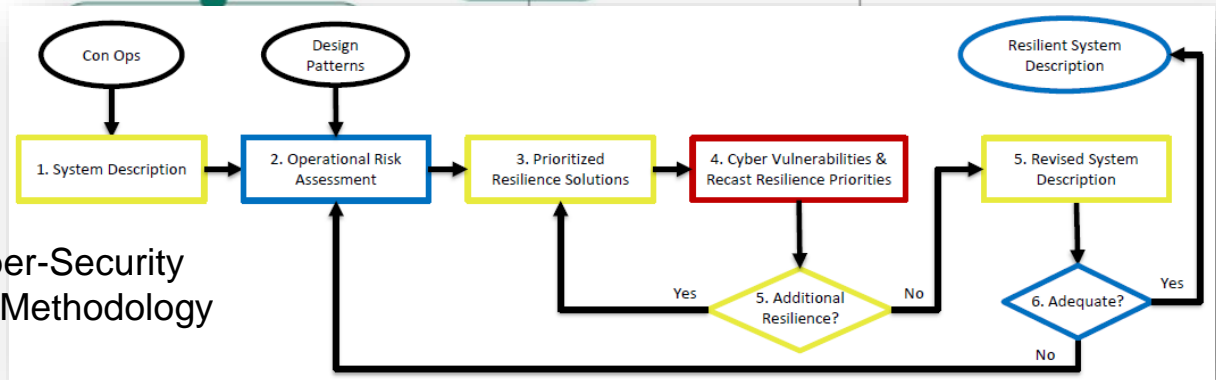 Con Ops
Design
Patterns
Resilient System
Description
1. System Description
2. Operational Risk
Assessment
3. Prioritized
Resilience Solutions
4. Cyber Vulnerabilities &
Recast Resilience Priorities
5. Revised System
Description
-Security
Methodology
Yes
5. Additional
Resilience?
No
6. Adequate?
Yes
No